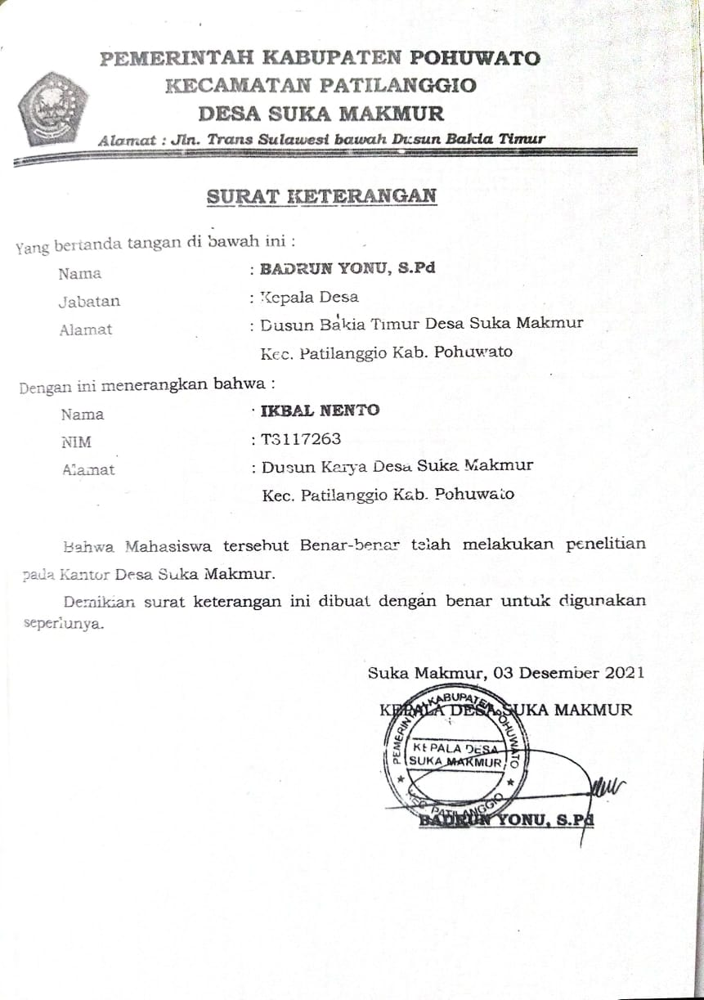 PEMERINTAH KABUPATEN POHUWATO
KECAMATAN PATILANGGIO
DESA SUKA MAKMUR
Alamat : Jln. Trans Sulawesi bawah Dusun Bakia Timur
SURAT KETERANGAN
Yang bertanda tangan di bawah ini :
Nama : BADRUN YONU, S.Pd
Jabatan : Kepala Desa
Alamat : Dusun Bakia Timur Desa Suka Makmur
Kec. Patilanggio Kab. Pohuwato
Dengan ini menerangkan bahwa :
Nama : IKBAL NENTO
NIM : T3117263
Alamat : Dusun Karya Desa Suka Makmur
Kec. Patilanggio Kab. Pohuwato
Bahwa Mahasiswa tersebut Benar-benar telah melakukan penelitian
pada Kantor Desa Suka Makmur.
Demikian surat keterangan ini dibuat dengan benar untuk digunakan
seperlunya.
Suka Makmur, 03 Desember 2021
KEPALA DESA SUKA MAKMUR
PEMERINTAH KABUPATEN POHUWATO
KEPALA DESA
SUKA MAKMUR
KEC. PATILANGGIO
BADRUN YONU, S.Pd